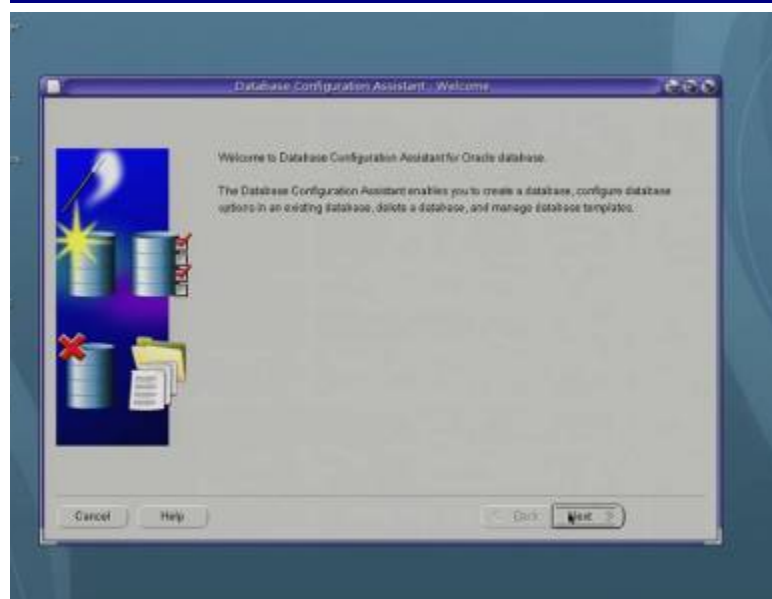 Database Configuration Assistant : Welcome
Welcome to Database Configuration Assistant for Oracle database.
The Database Configuration Assistant enables you to create a database, configure database
options in an existing database, delete a database, and manage database templates.
Cancel
Help
Back
Next